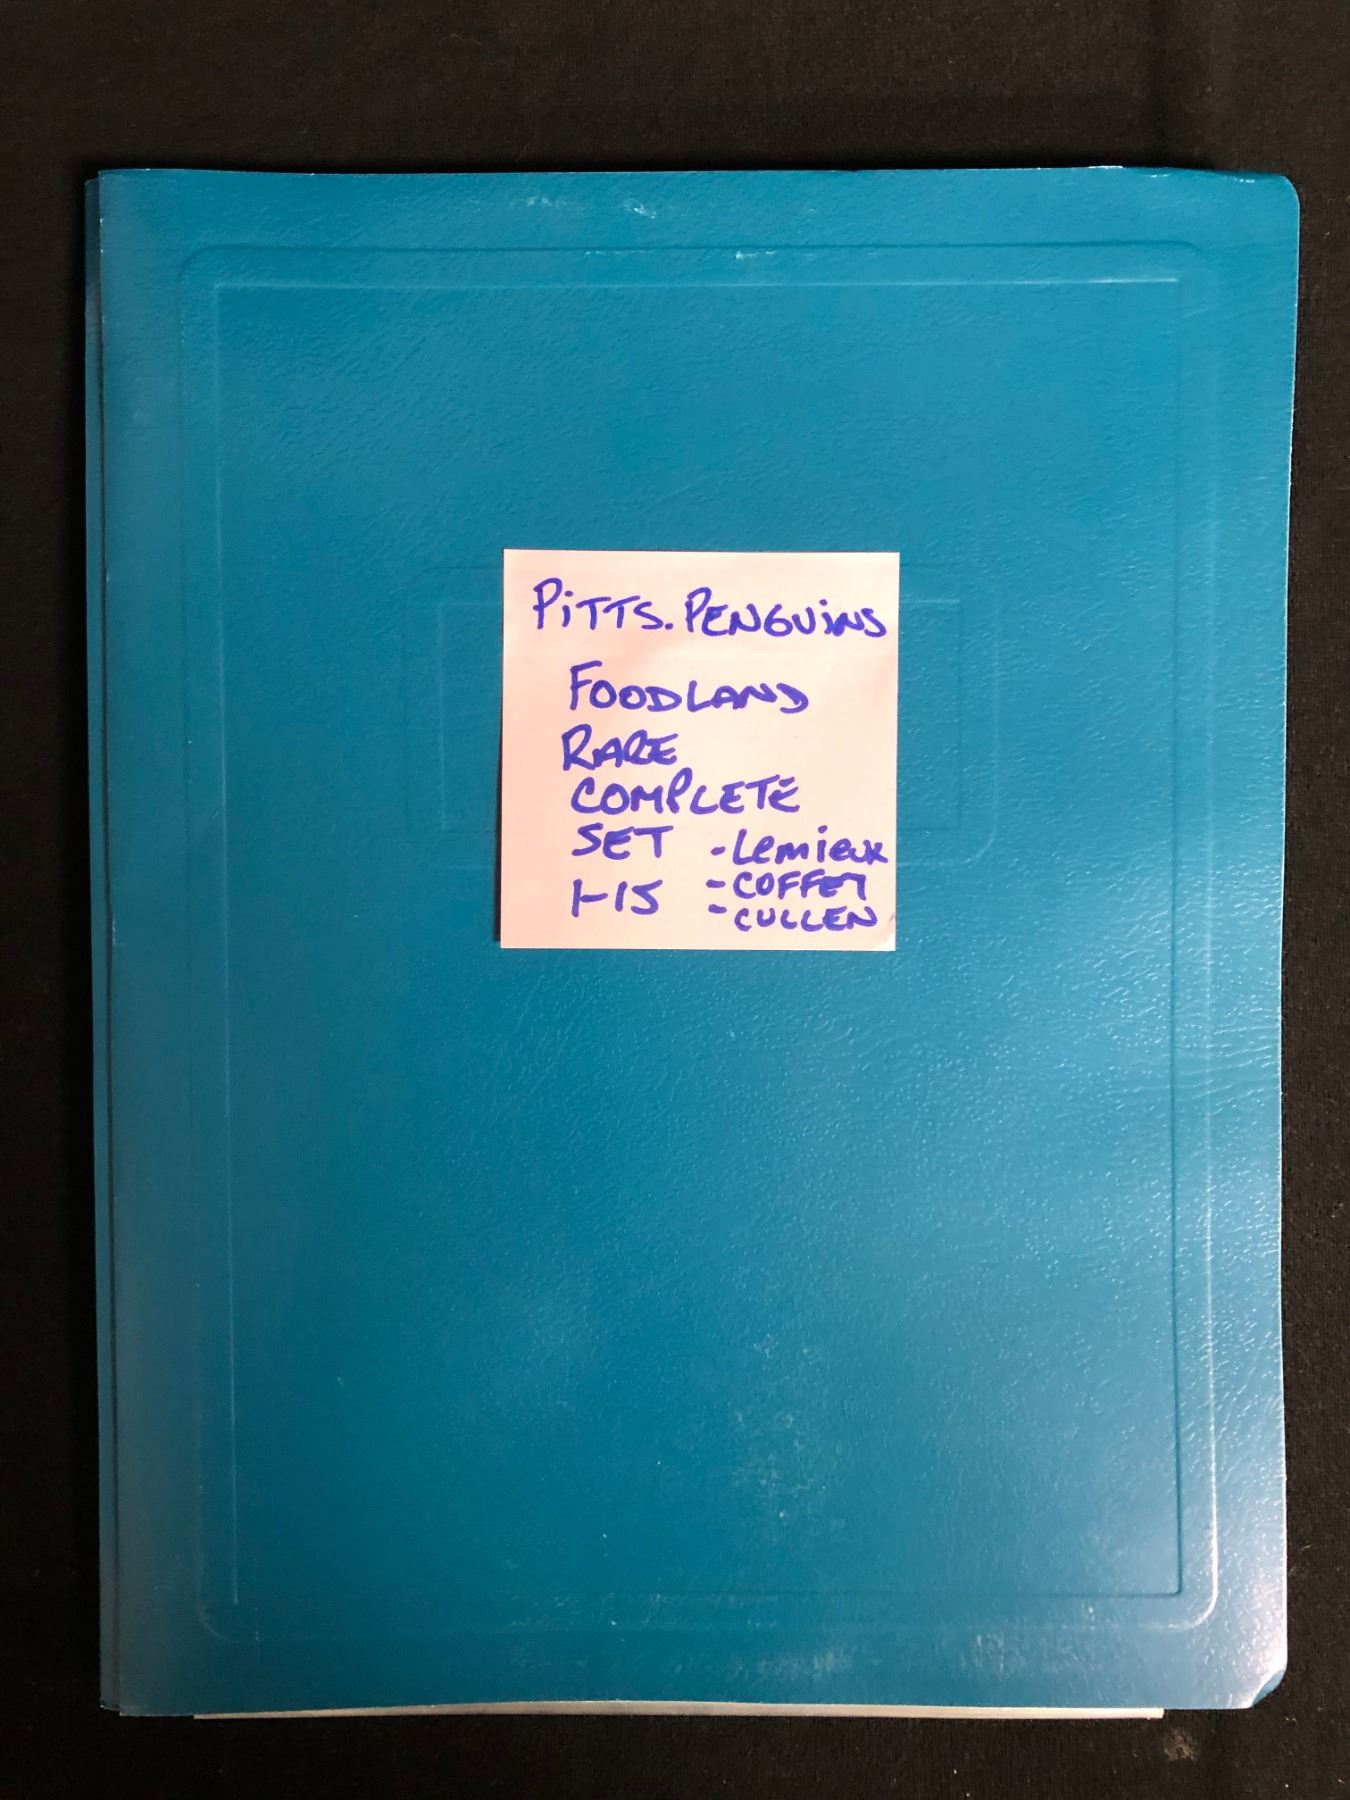 PiTTS. PENGUiNS
FOODLAND
RARE
COMPLETE
SET - Lemieux
1-15 - COFFEY
- CULLEN